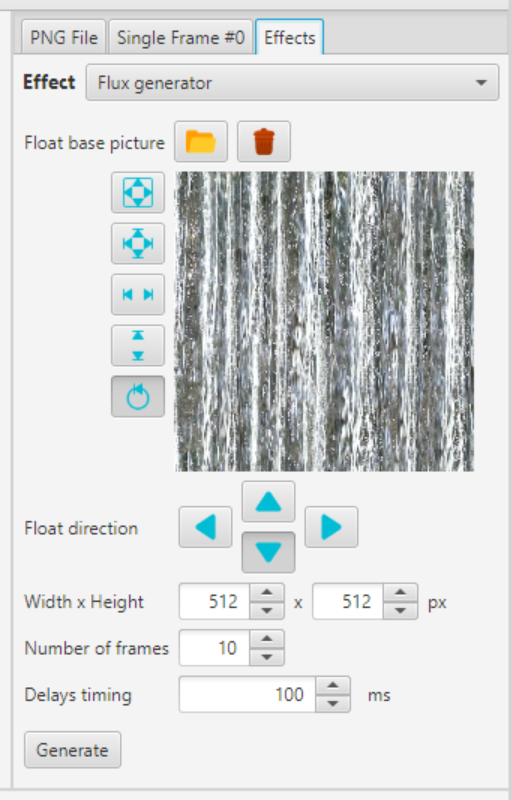 PNG File Single Frame #0 Effects
Effect Flux generator
Float base picture
Float direction
Width x Height 512 x 512 px
Number of frames 10
Delays timing 100 ms
Generate